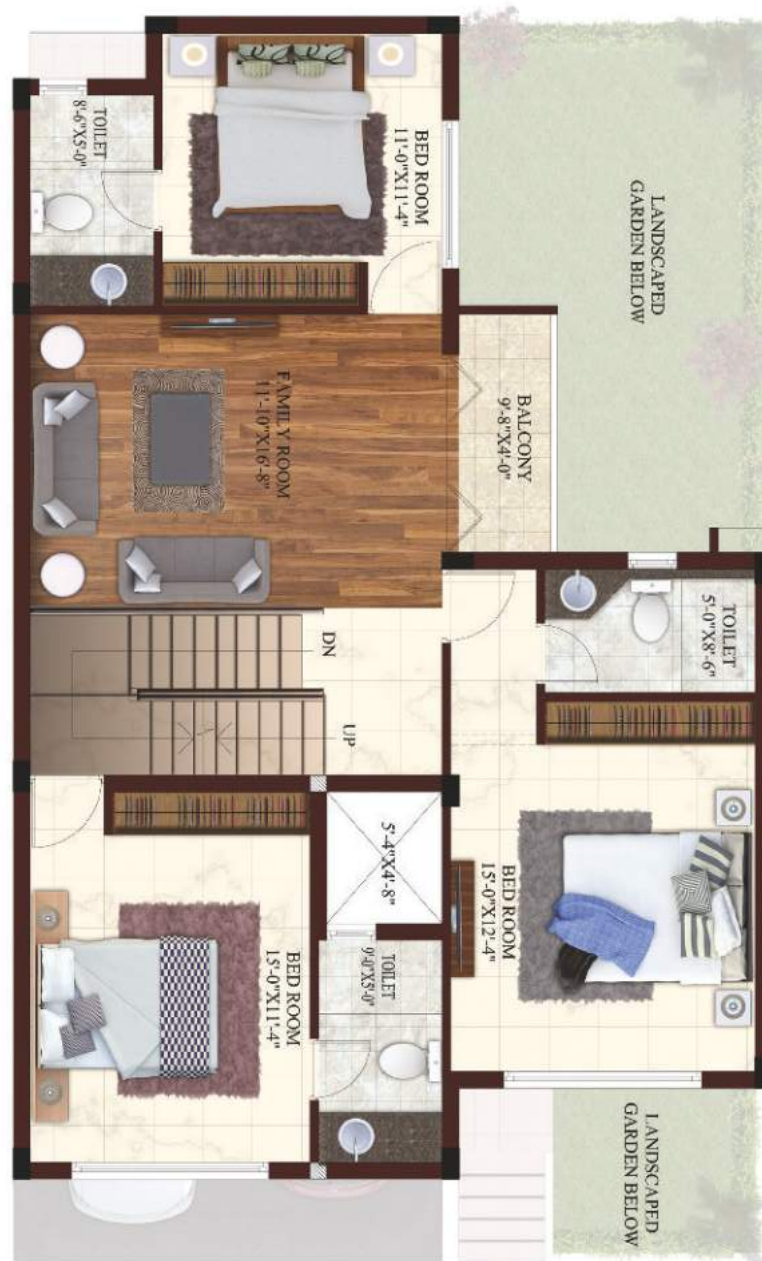 TOILET
8'-6"X5'-0"
BED ROOM
11'-0"X11'-4"
LANDSCAPED
GARDEN BELOW
FAMILY ROOM
11'-10"X16'-8"
BALCONY
9'-8"X4'-0"
DN
UP
TOILET
5'-0"X8'-6"
5'-4"X4'-8"
BED ROOM
15'-0"X12'-4"
BED ROOM
15'-0"X11'-4"
TOILET
9'-0"X5'-0"
LANDSCAPED
GARDEN BELOW